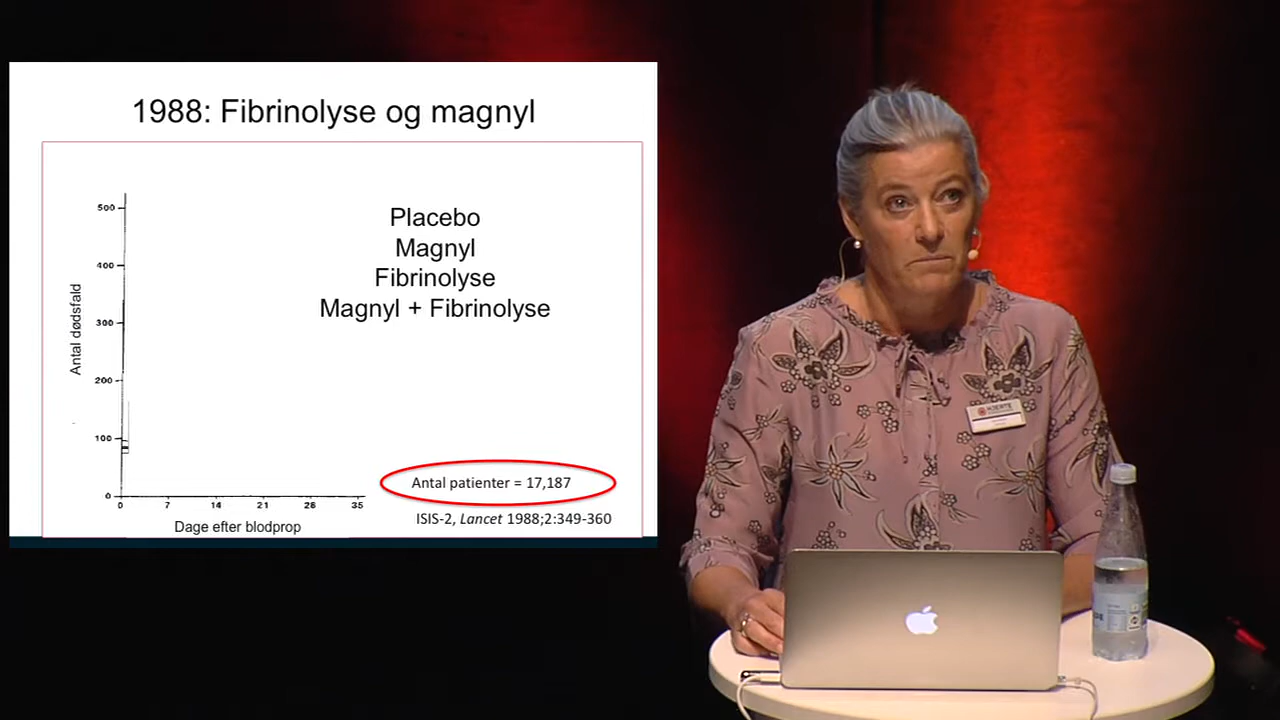 1988: Fibrinolyse og magnyl
500
400
300
200
100
0
Antal dødsfald
Placebo
Magnyl
Fibrinolyse
Magnyl + Fibrinolyse
Antal patienter = 17,187
0 7 14 21 28 35
Dage efter blodprop
ISIS-2, Lancet 1988;2:349-360
HJERTE